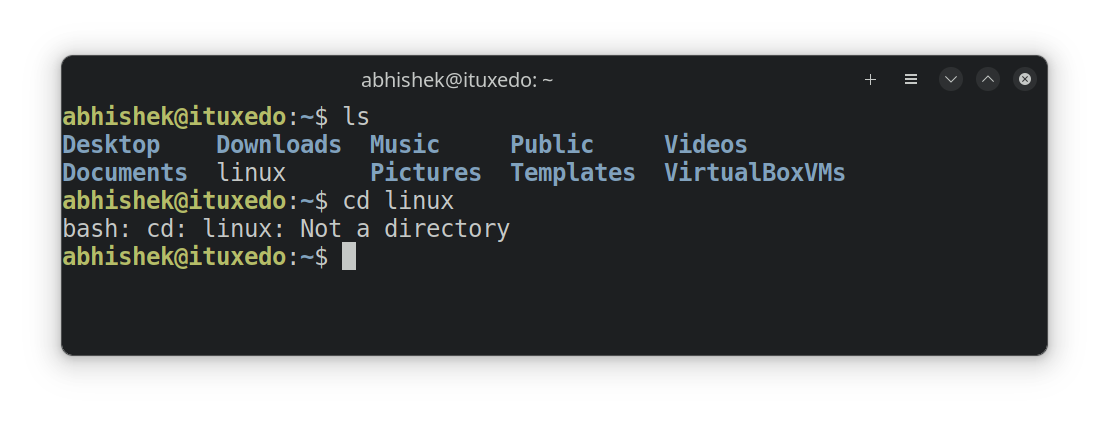 abhishek@ituxedo: ~
abhishek@ituxedo:~$ ls
Desktop    Downloads  Music     Public     Videos
Documents  linux      Pictures  Templates  VirtualBoxVMs
abhishek@ituxedo:~$ cd linux
bash: cd: linux: Not a directory
abhishek@ituxedo:~$